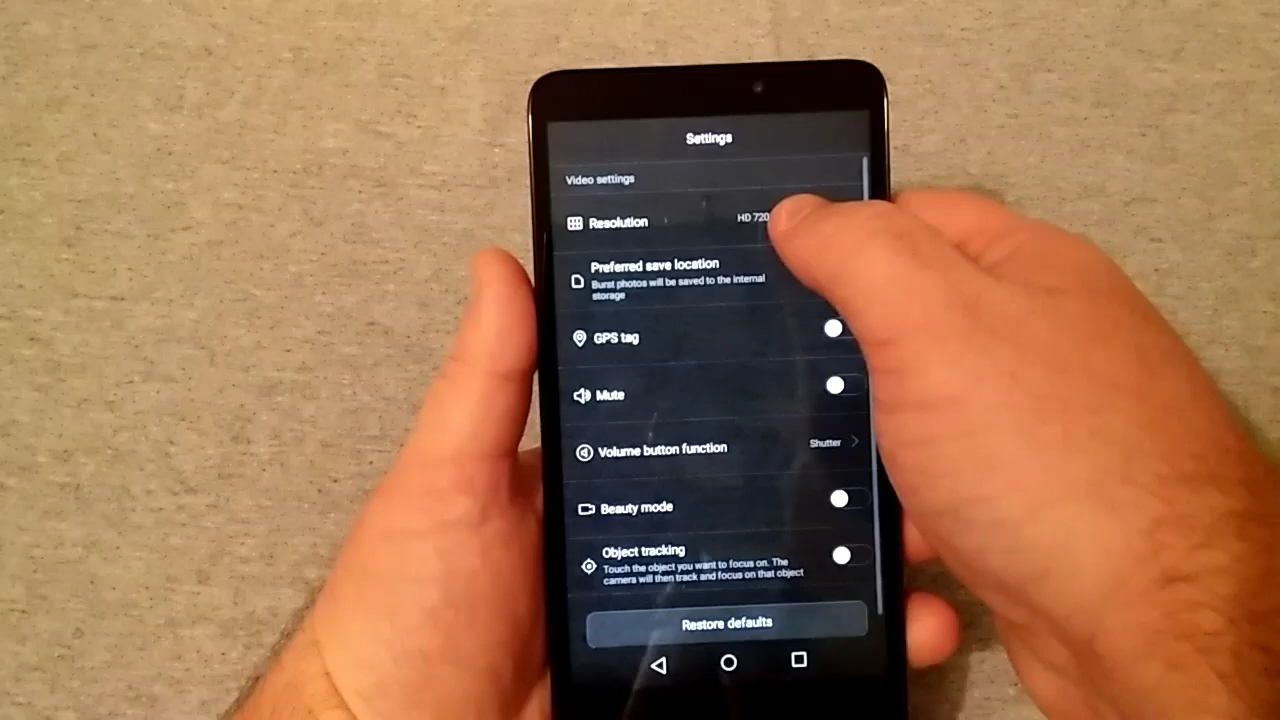 Settings
Video settings
Resolution HD 720
Preferred save location
Burst photos will be saved to the internal
storage
GPS tag
Mute
Volume button function Shutter
Beauty mode
Object tracking
Touch the object you want to focus on. The
camera will then track and focus on that object
Restore defaults